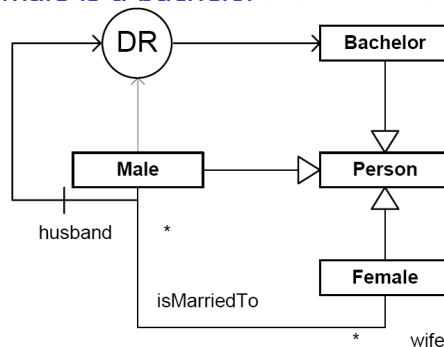 DR
Bachelor
Male
Person
husband
*
Female
isMarriedTo
*
wife